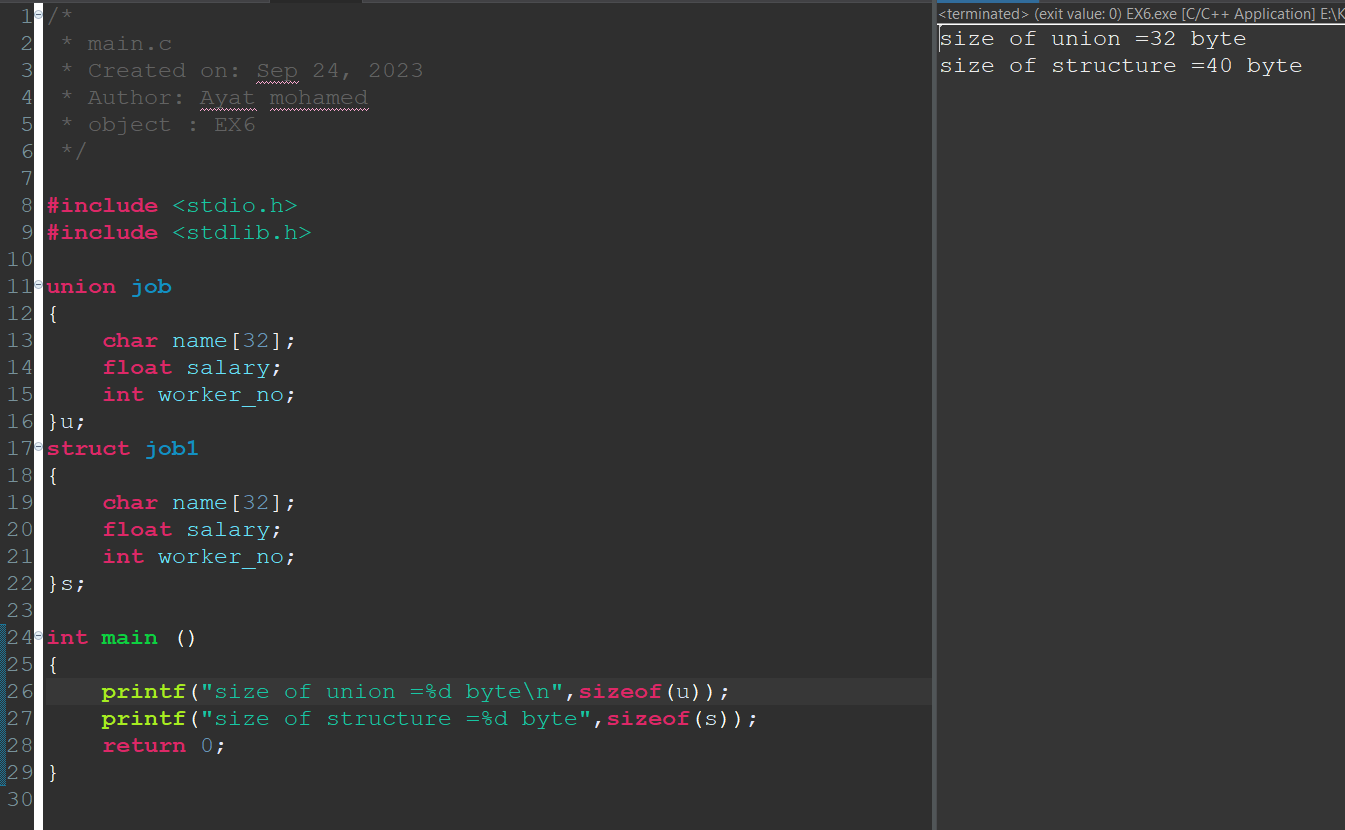 1 /*
2  * main.c
3  * Created on: Sep 24, 2023
4  * Author: Ayat mohamed
5  * object : EX6
6  */
7
8 #include <stdio.h>
9 #include <stdlib.h>
10
11 union job
12 {
13     char name[32];
14     float salary;
15     int worker_no;
16 }u;
17 struct job1
18 {
19     char name[32];
20     float salary;
21     int worker_no;
22 }s;
23
24 int main ()
25 {
26     printf("size of union =%d byte\n",sizeof(u));
27     printf("size of structure =%d byte",sizeof(s));
28     return 0;
29 }
30
<terminated> (exit value: 0) EX6.exe [C/C++ Application] E:\K
size of union =32 byte
size of structure =40 byte